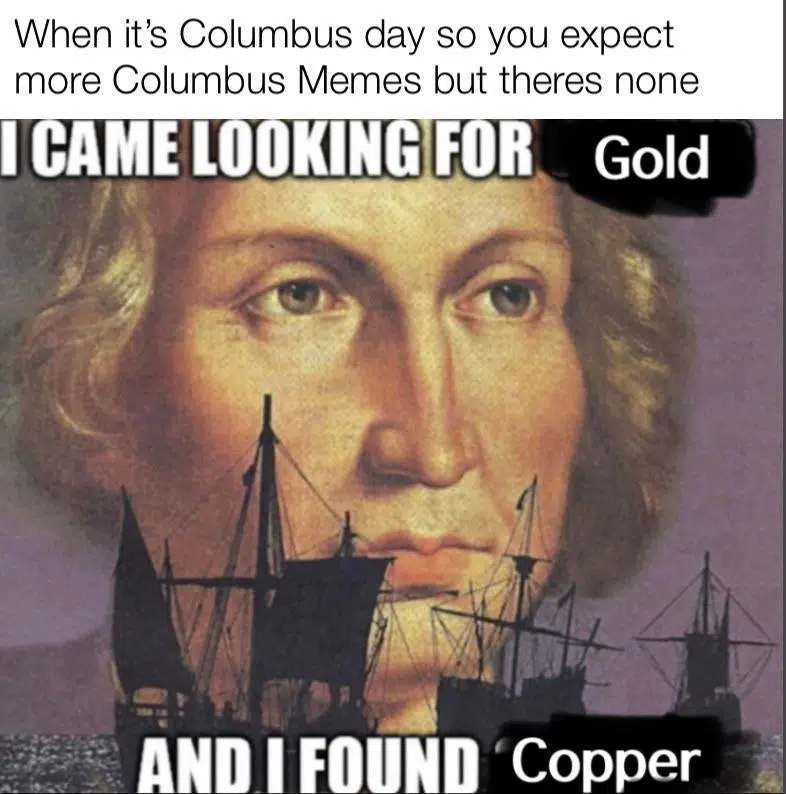 When it’s Columbus day so you expect
more Columbus Memes but theres none
I CAME LOOKING FOR Gold
AND I FOUND Copper